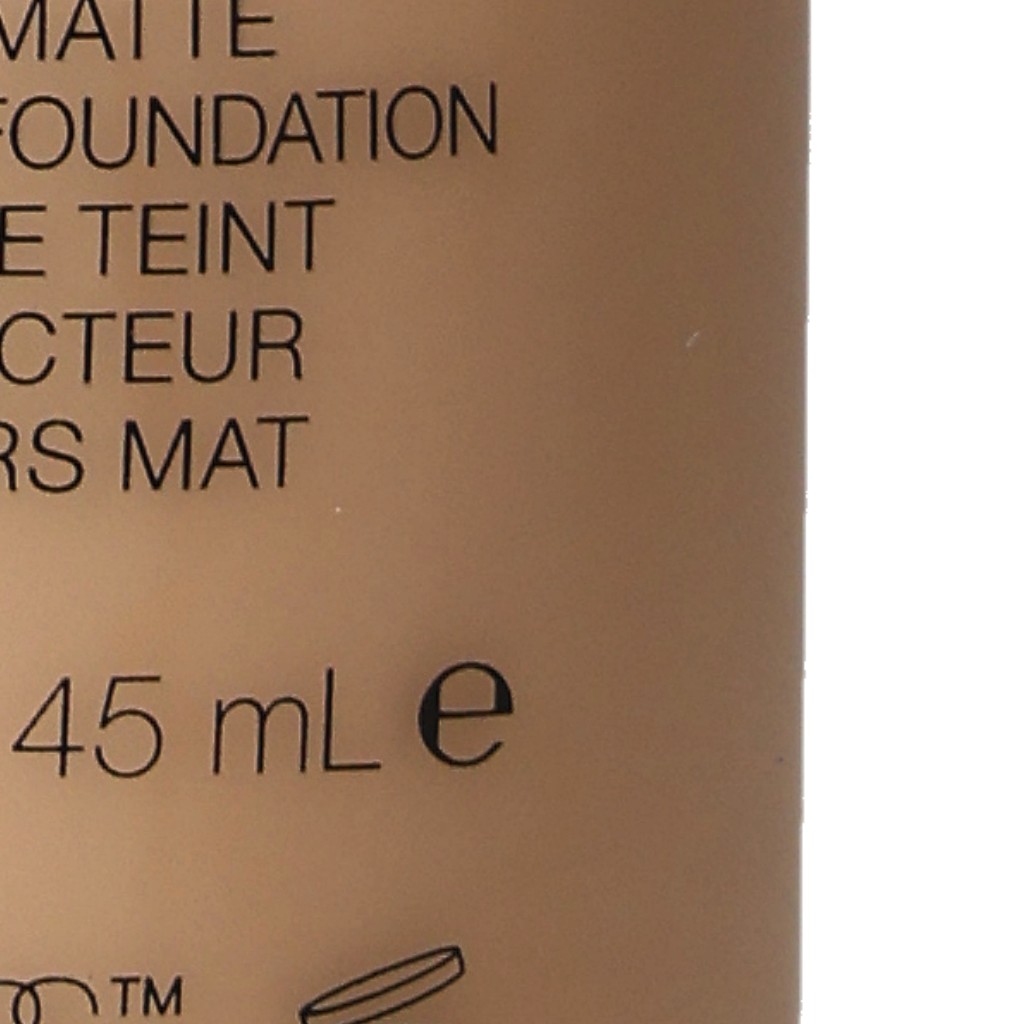 MATTE
FOUNDATION
E TEINT
CTEUR
RS MAT
45 mL e
TM